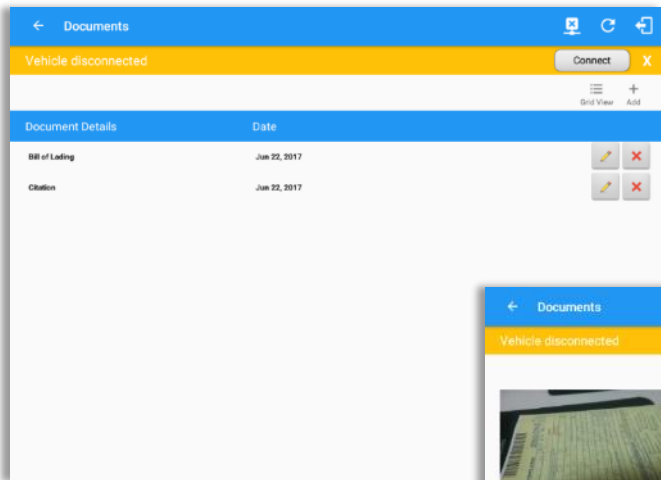 Documents
Vehicle disconnected
Connect X
Grid View Add
Document Details Date
Bill of Lading Jun 22, 2017
Citation Jun 22, 2017
Documents
Vehicle disconnected